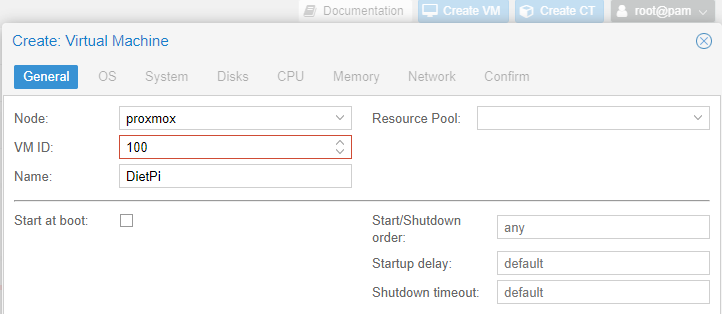 Documentation Create VM Create CT root@pam
Create: Virtual Machine
General OS System Disks CPU Memory Network Confirm
Node: proxmox Resource Pool:
VM ID: 100
Name: DietPi
Start at boot: Start/Shutdown order: any
Startup delay: default
Shutdown timeout: default